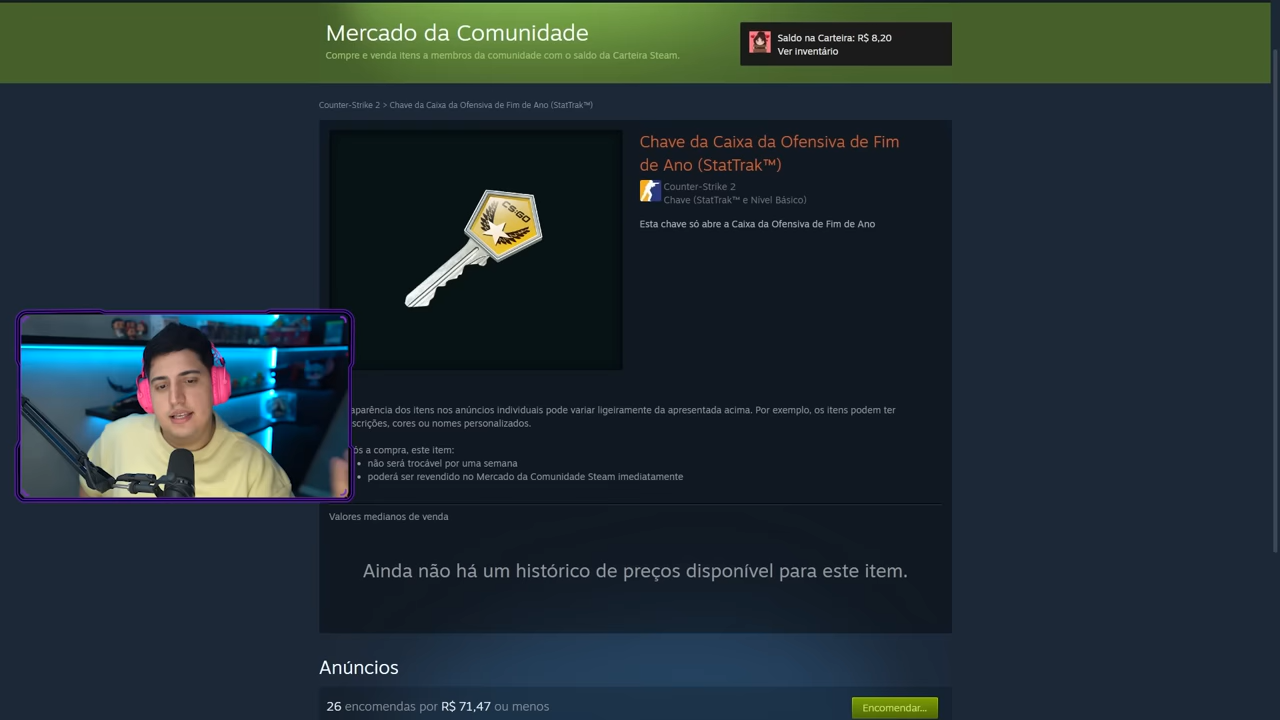 Mercado da Comunidade
Compre e venda itens a membros da comunidade com o saldo da Carteira Steam.
Saldo na Carteira: R$ 8,20
Ver inventário
Counter-Strike 2 > Chave da Caixa da Ofensiva de Fim de Ano (StatTrak™)
CS:GO
Chave da Caixa da Ofensiva de Fim
de Ano (StatTrak™)
Counter-Strike 2
Chave (StatTrak™ e Nível Básico)
Esta chave só abre a Caixa da Ofensiva de Fim de Ano
aparência dos itens nos anúncios individuais pode variar ligeiramente da apresentada acima. Por exemplo, os itens podem ter
scrições, cores ou nomes personalizados.
ós a compra, este item:
• não será trocável por uma semana
• poderá ser revendido no Mercado da Comunidade Steam imediatamente
Valores medianos de venda
Ainda não há um histórico de preços disponível para este item.
Anúncios
26 encomendas por R$ 71,47 ou menos
Encomendar...